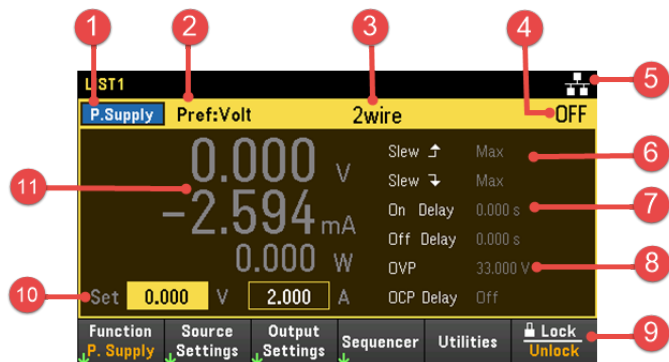 1
2
3
4
5
6
7
8
9
10
11
LIST1
P.Supply Pref:Volt 2wire OFF
0.000 V
-2.594 mA
0.000 W
Slew Max
Slew Max
On Delay 0.000 s
Off Delay 0.000 s
OVP 33.000 V
OCP Delay Off
Set 0.000 V 2.000 A
Function
P. Supply
Source
Settings
Output
Settings
Sequencer
Utilities
Lock
Unlock